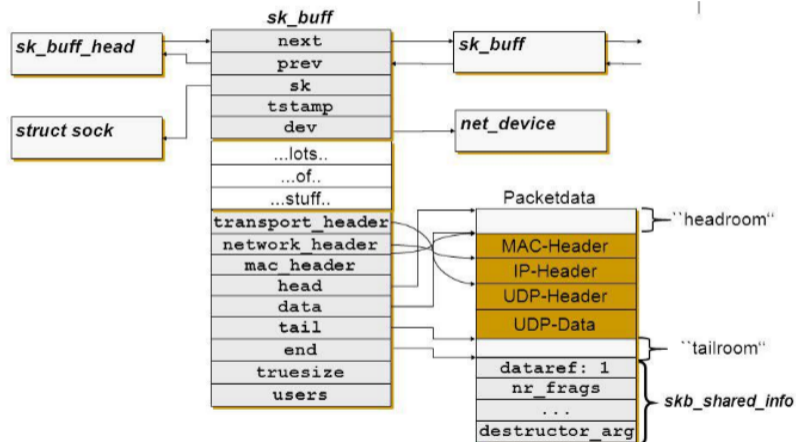 sk_buff
next
prev
sk
tstamp
dev
...lots..
...of...
...stuff..
transport_header
network_header
mac_header
head
data
tail
end
truesize
users
sk_buff_head
struct sock
sk_buff
net_device
Packetdata
MAC-Header
IP-Header
UDP-Header
UDP-Data
dataref: 1
nr_frags
...
destructor_arg
``headroom“
``tailroom“
skb_shared_info